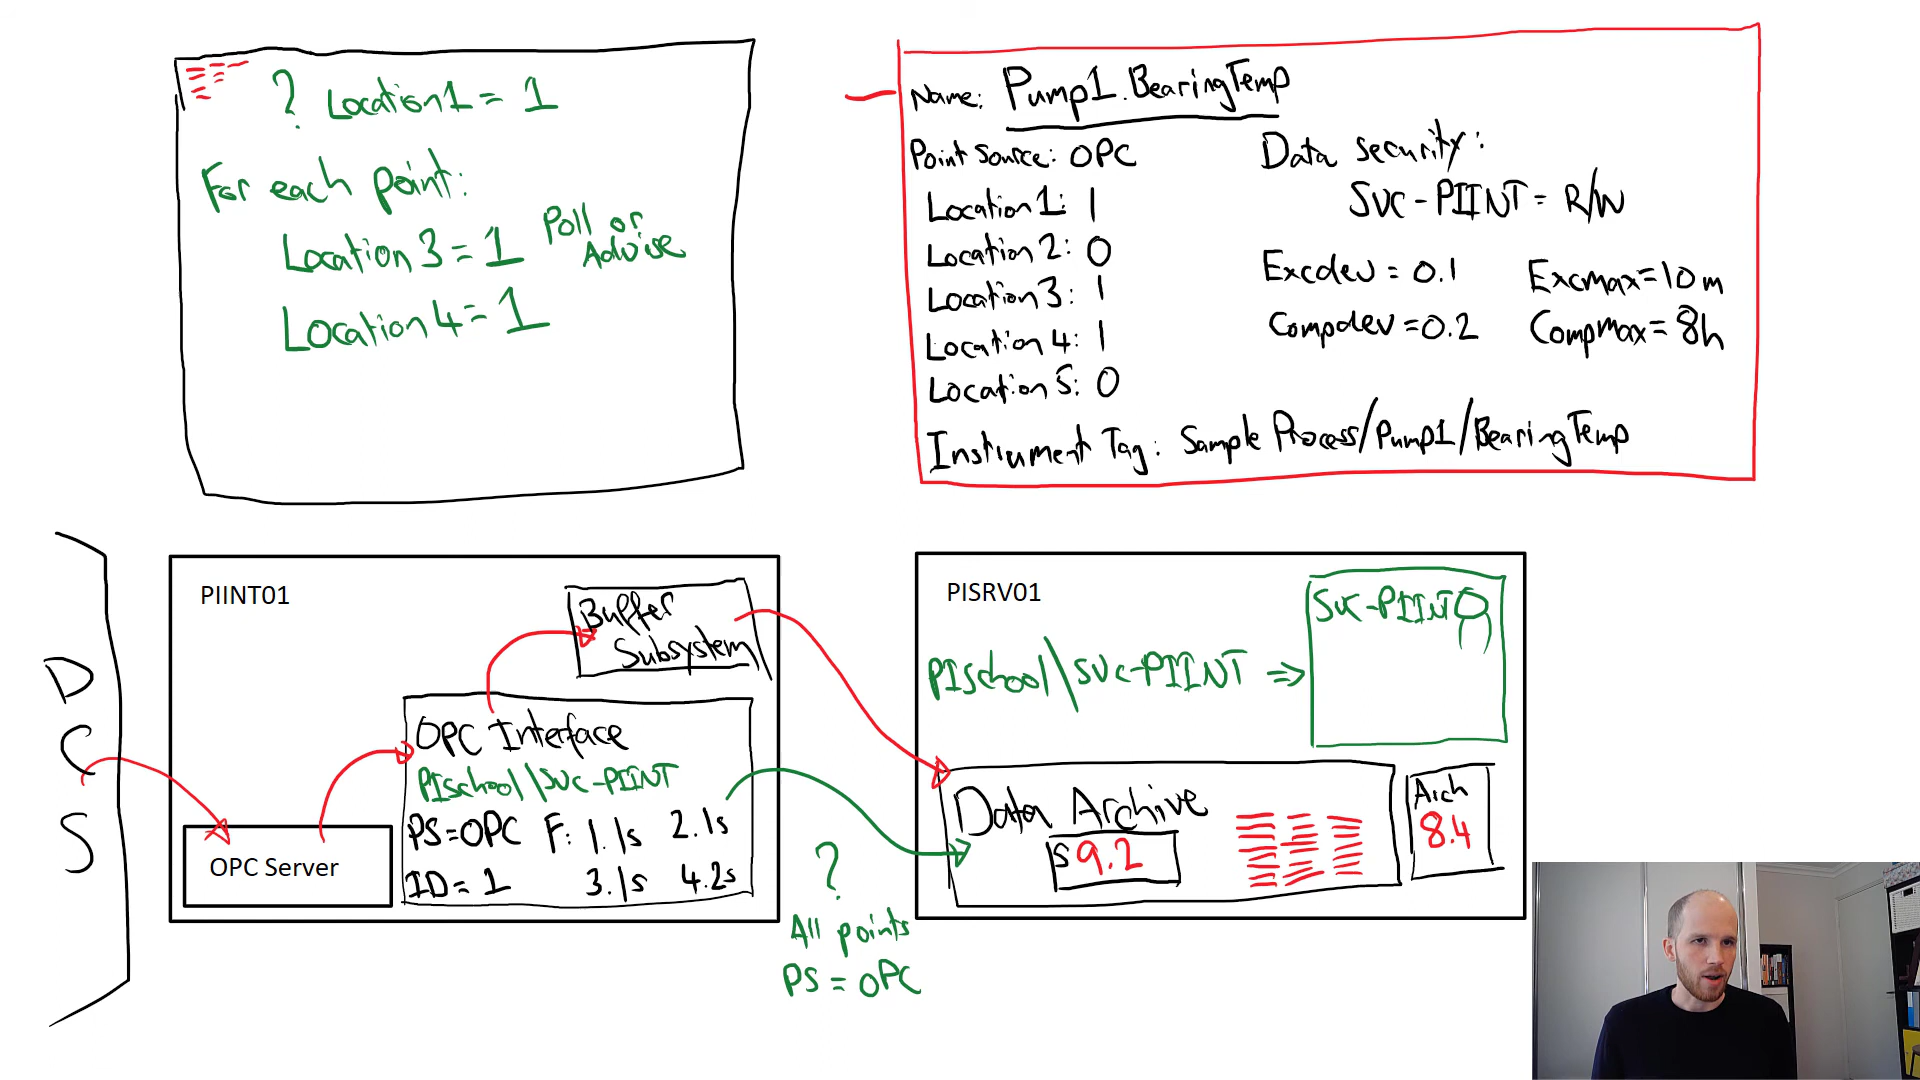 ? Location1 = 1
For each point:
Location 3 = 1 Poll or Advise
Location 4 = 1
Name: Pump1.BearingTemp
Point Source: OPC
Location 1: 1
Location 2: 0
Location 3: 1
Location 4: 1
Location 5: 0
Data security:
SVC-PIINT = R/W
Excdev = 0.1 Excmax = 10m
Compdev = 0.2 Compmax = 8h
Instrument Tag: Sample Process/Pump1/BearingTemp
DCS
PIINT01
Buffer
Subsystem
OPC Interface
PIschool\svc-PIINT
PS=OPC F: 1.1s 2.1s
ID=1 3.1s 4.2s
OPC Server
?
All points
PS = OPC
PISRV01
PIschool\svc-PIINT =>
SVC-PIINT
Data Archive
S 9.2
Arch
8.4